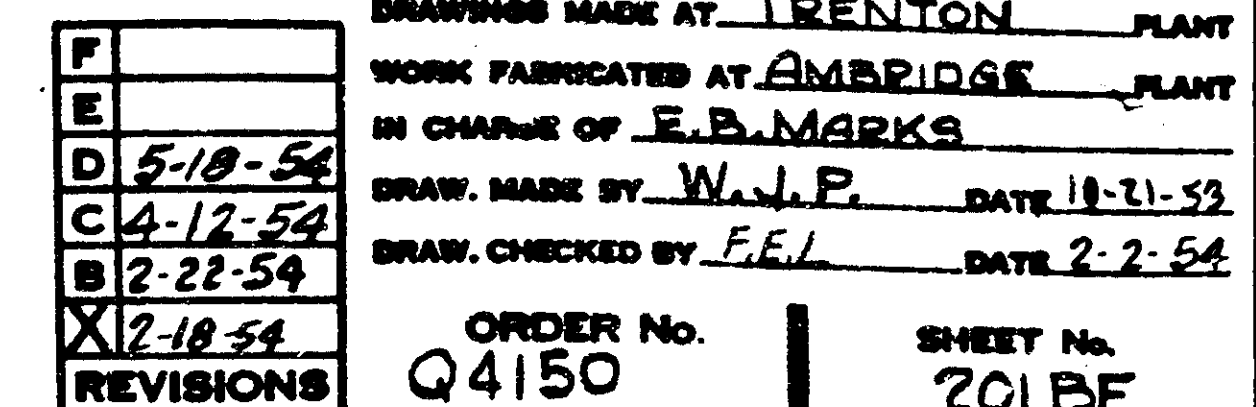 F
E
D 5-18-54
C 4-12-54
B 2-22-54
X 2-18-54
REVISIONS
DRAWINGS MADE AT TRENTON PLANT
WORK FABRICATED AT AMBRIDGE PLANT
IN CHARGE OF E.B. MARKS
DRAW. MADE BY W.J.P. DATE 10-21-53
DRAW. CHECKED BY F.E.L. DATE 2-2-54
ORDER No.
Q4150
SHEET No.
201BF